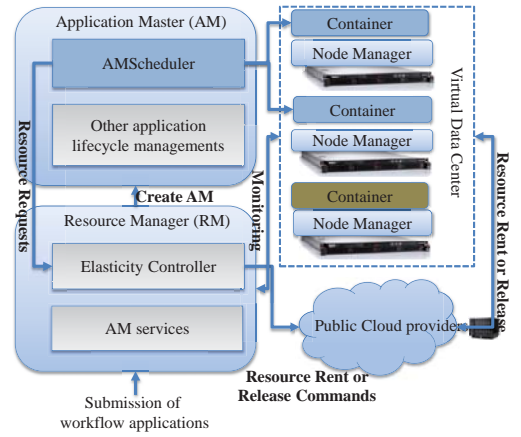 Application Master (AM)
AMScheduler
Other application
lifecycle managements
Resource Requests
Create AM
Monitoring
Resource Manager (RM)
Elasticity Controller
AM services
Submission of
workflow applications
Container
Node Manager
Container
Node Manager
Container
Node Manager
Virtual Data Center
Resource Rent or Release
Public Cloud provider
Resource Rent or
Release Commands